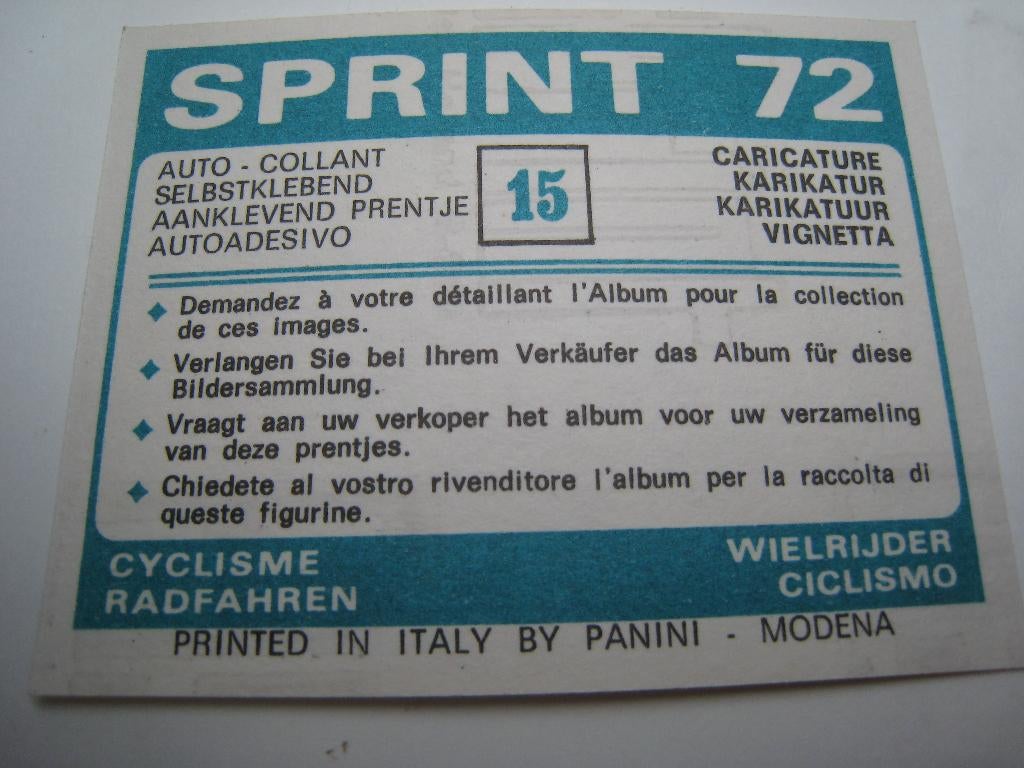 SPRINT 72
AUTO - COLLANT
SELBSTKLEBEND
AANKLEVEND PRENTJE
AUTOADESIVO
15
CARICATURE
KARIKATUR
KARIKATUUR
VIGNETTA
Demandez à votre détaillant l'Album pour la collection
de ces images.
Verlangen Sie bei Ihrem Verkäufer das Album für diese
Bildersammlung.
Vraagt aan uw verkoper het album voor uw verzameling
van deze prentjes.
Chiedete al vostro rivenditore l'album per la raccolta di
queste figurine.
CYCLISME
RADFAHREN
WIELRIJDER
CICLISMO
PRINTED IN ITALY BY PANINI - MODENA